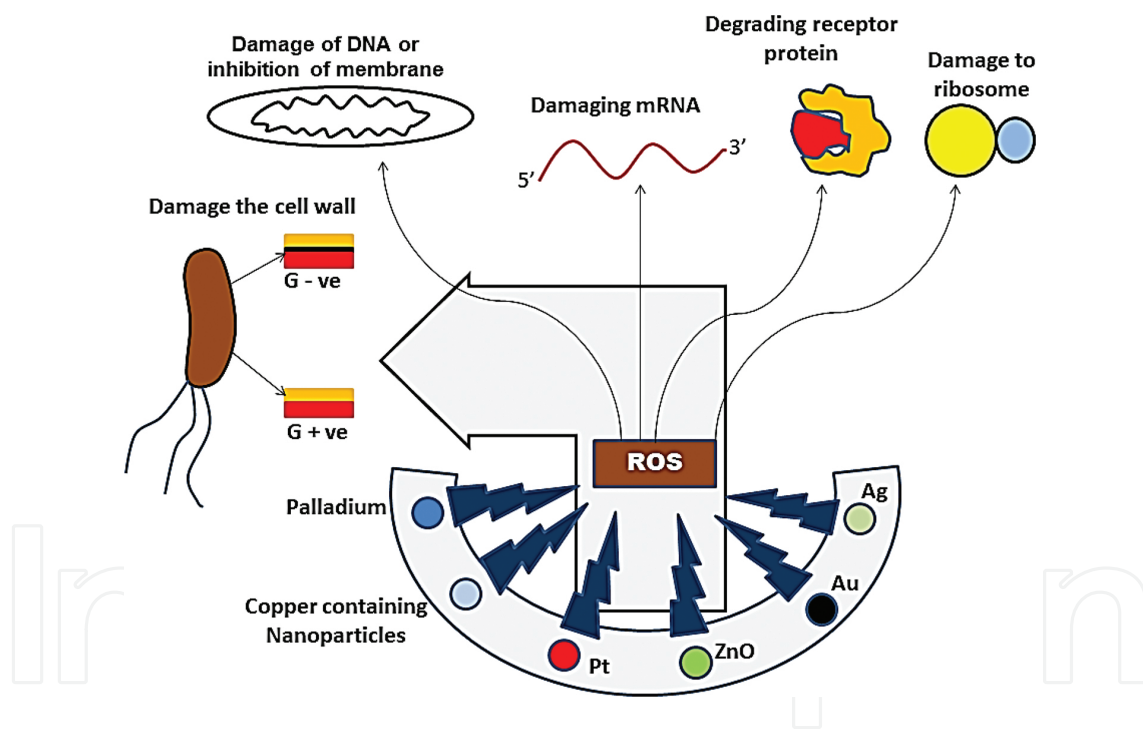 Damage of DNA or
inhibition of membrane
Degrading receptor
protein
Damage to
ribosome
Damaging mRNA
5’
3’
Damage the cell wall
G - ve
G + ve
ROS
Palladium
Ag
Copper containing
Nanoparticles
Au
Pt
ZnO